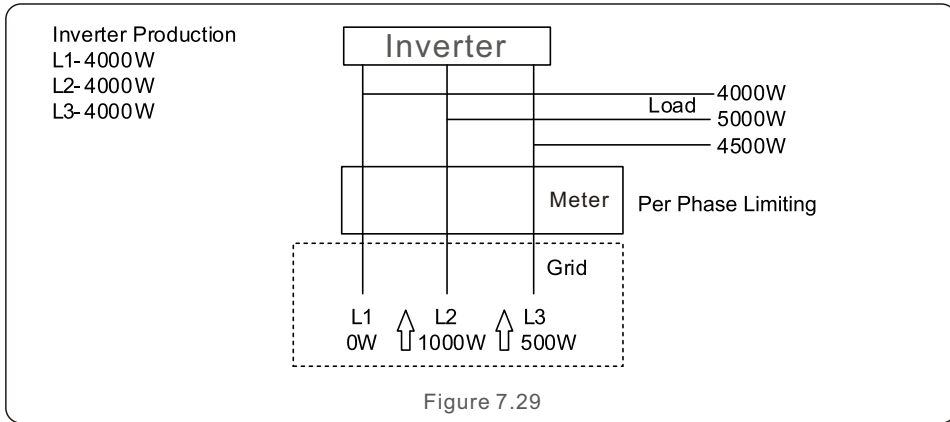 Inverter Production
L1-4000W
L2-4000W
L3-4000W
Inverter
Load
4000W
5000W
4500W
Meter
Per Phase Limiting
Grid
L1 L2 L3
0W 1000W 500W
Figure 7.29